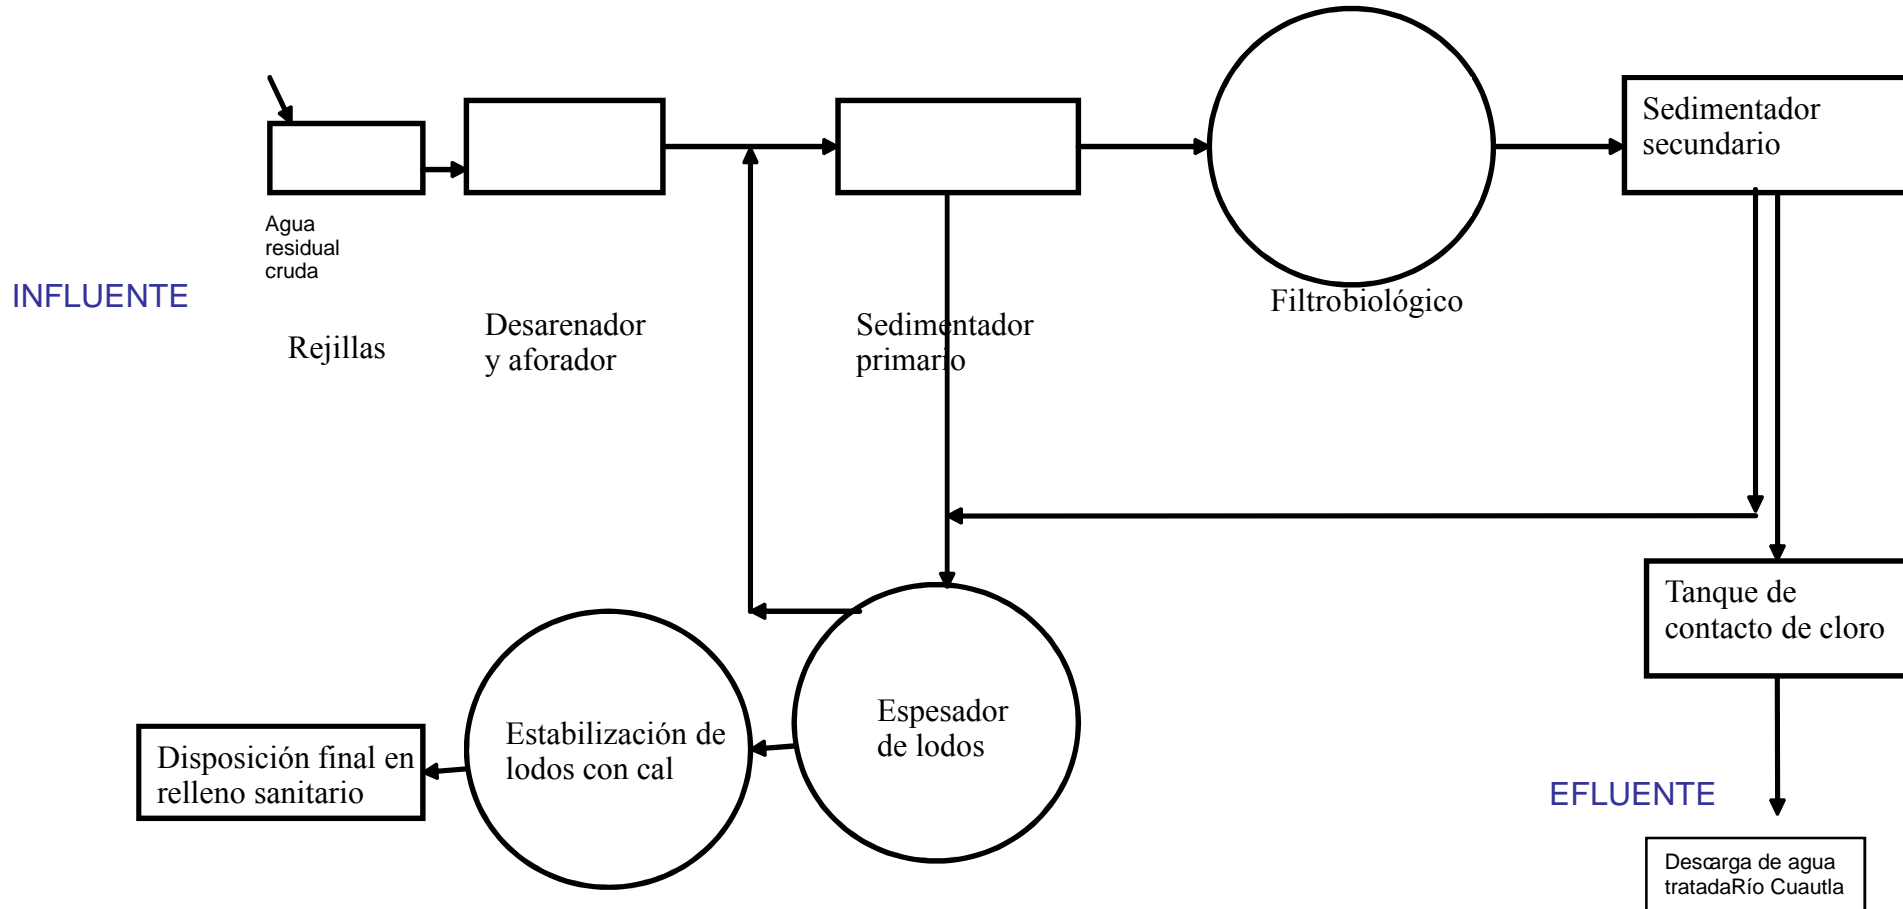 Sedimentador
secundario
Agua
residual
cruda
INFLUENTE
Rejillas
Desarenador
y aforador
Sedimentador
primario
Filtrobiológico
Tanque de
contacto de cloro
Espesador
de lodos
Estabilización de
lodos con cal
Disposición final en
relleno sanitario
EFLUENTE
Descarga de agua
tratadaRío Cuautla